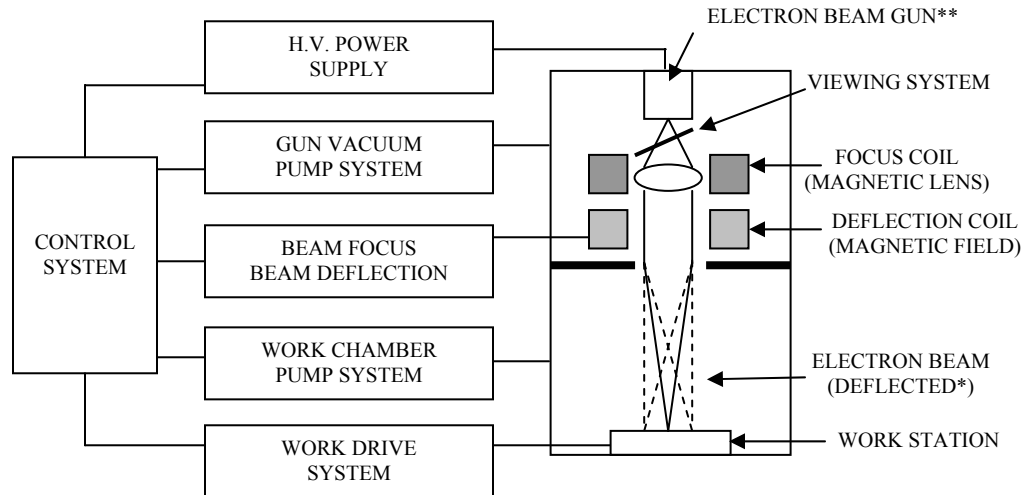 H.V. POWER
SUPPLY
GUN VACUUM
PUMP SYSTEM
CONTROL
SYSTEM
BEAM FOCUS
BEAM DEFLECTION
WORK CHAMBER
PUMP SYSTEM
WORK DRIVE
SYSTEM
ELECTRON BEAM GUN**
VIEWING SYSTEM
FOCUS COIL
(MAGNETIC LENS)
DEFLECTION COIL
(MAGNETIC FIELD)
ELECTRON BEAM
(DEFLECTED*)
WORK STATION